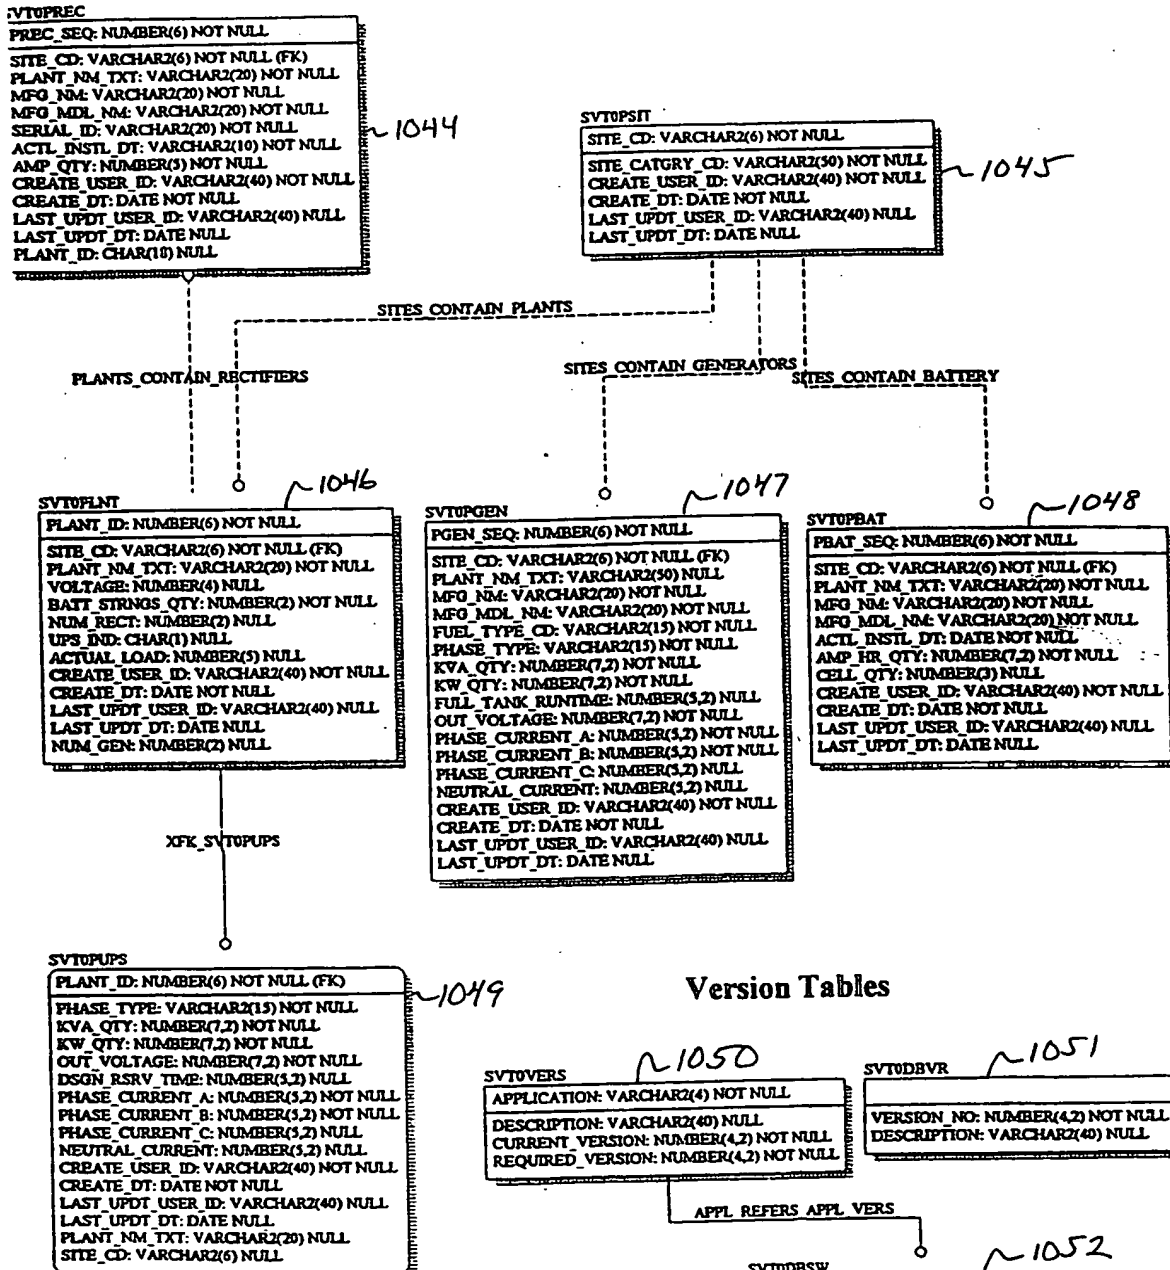 SVT0PREC
PREC_SEQ: NUMBER(6) NOT NULL
SITE_CD: VARCHAR2(6) NOT NULL (FK)
PLANT_NM_TXT: VARCHAR2(20) NOT NULL
MFG_NM: VARCHAR2(20) NOT NULL
MFG_MDL_NM: VARCHAR2(20) NOT NULL
SERIAL_ID: VARCHAR2(20) NOT NULL
ACTL_INSTL_DT: VARCHAR2(10) NOT NULL
AMP_QTY: NUMBER(5) NOT NULL
CREATE_USER_ID: VARCHAR2(40) NOT NULL
CREATE_DT: DATE NOT NULL
LAST_UPDT_USER_ID: VARCHAR2(40) NULL
LAST_UPDT_DT: DATE NULL
PLANT_ID: CHAR(18) NULL
1044
SVT0PSIT
SITE_CD: VARCHAR2(6) NOT NULL
SITE_CATGRY_CD: VARCHAR2(50) NOT NULL
CREATE_USER_ID: VARCHAR2(40) NOT NULL
CREATE_DT: DATE NOT NULL
LAST_UPDT_USER_ID: VARCHAR2(40) NULL
LAST_UPDT_DT: DATE NULL
1045
SITES CONTAIN PLANTS
PLANTS_CONTAIN_RECTIFIERS
SITES CONTAIN GENERATORS
SITES CONTAIN BATTERY
SVT0PLNT
1046
PLANT_ID: NUMBER(6) NOT NULL
SITE_CD: VARCHAR2(6) NOT NULL (FK)
PLANT_NM_TXT: VARCHAR2(20) NOT NULL
VOLTAGE: NUMBER(4) NULL
BATT_STRNGS_QTY: NUMBER(2) NOT NULL
NUM_RECT: NUMBER(2) NULL
UPS_IND: CHAR(1) NULL
ACTUAL_LOAD: NUMBER(5) NULL
CREATE_USER_ID: VARCHAR2(40) NOT NULL
CREATE_DT: DATE NOT NULL
LAST_UPDT_USER_ID: VARCHAR2(40) NULL
LAST_UPDT_DT: DATE NULL
NUM_GEN: NUMBER(2) NULL
SVT0PGEN
1047
PGEN_SEQ: NUMBER(6) NOT NULL
SITE_CD: VARCHAR2(6) NOT NULL (FK)
PLANT_NM_TXT: VARCHAR2(50) NULL
MFG_NM: VARCHAR2(20) NOT NULL
MFG_MDL_NM: VARCHAR2(20) NOT NULL
FUEL_TYPE_CD: VARCHAR2(15) NOT NULL
PHASE_TYPE: VARCHAR2(15) NOT NULL
KVA_QTY: NUMBER(7,2) NOT NULL
KW_QTY: NUMBER(7,2) NOT NULL
FULL_TANK_RUNTIME: NUMBER(5,2) NULL
OUT_VOLTAGE: NUMBER(7,2) NOT NULL
PHASE_CURRENT_A: NUMBER(5,2) NOT NULL
PHASE_CURRENT_B: NUMBER(5,2) NOT NULL
PHASE_CURRENT_C: NUMBER(5,2) NULL
NEUTRAL_CURRENT: NUMBER(5,2) NULL
CREATE_USER_ID: VARCHAR2(40) NOT NULL
CREATE_DT: DATE NOT NULL
LAST_UPDT_USER_ID: VARCHAR2(40) NULL
LAST_UPDT_DT: DATE NULL
SVT0PBAT
1048
PBAT_SEQ: NUMBER(6) NOT NULL
SITE_CD: VARCHAR2(6) NOT NULL (FK)
PLANT_NM_TXT: VARCHAR2(20) NOT NULL
MFG_NM: VARCHAR2(20) NOT NULL
MFG_MDL_NM: VARCHAR2(20) NOT NULL
ACTL_INSTL_DT: DATE NOT NULL
AMP_HR_QTY: NUMBER(7,2) NOT NULL
CELL_QTY: NUMBER(3) NULL
CREATE_USER_ID: VARCHAR2(40) NOT NULL
CREATE_DT: DATE NOT NULL
LAST_UPDT_USER_ID: VARCHAR2(40) NULL
LAST_UPDT_DT: DATE NULL
XFK_SVT0PUPS
SVT0PUPS
PLANT_ID: NUMBER(6) NOT NULL (FK)
PHASE_TYPE: VARCHAR2(15) NOT NULL
KVA_QTY: NUMBER(7,2) NOT NULL
KW_QTY: NUMBER(7,2) NOT NULL
OUT_VOLTAGE: NUMBER(7,2) NOT NULL
DSGN_RSRV_TIME: NUMBER(5,2) NULL
PHASE_CURRENT_A: NUMBER(5,2) NOT NULL
PHASE_CURRENT_B: NUMBER(5,2) NOT NULL
PHASE_CURRENT_C: NUMBER(5,2) NULL
NEUTRAL_CURRENT: NUMBER(5,2) NULL
CREATE_USER_ID: VARCHAR2(40) NOT NULL
CREATE_DT: DATE NOT NULL
LAST_UPDT_USER_ID: VARCHAR2(40) NULL
LAST_UPDT_DT: DATE NULL
PLANT_NM_TXT: VARCHAR2(20) NULL
SITE_CD: VARCHAR2(6) NULL
1049
Version Tables
SVT0VERS
1050
APPLICATION: VARCHAR2(4) NOT NULL
DESCRIPTION: VARCHAR2(40) NULL
CURRENT_VERSION: NUMBER(4,2) NOT NULL
REQUIRED_VERSION: NUMBER(4,2) NOT NULL
SVT0DBVR
1051
VERSION_NO: NUMBER(4,2) NOT NULL
DESCRIPTION: VARCHAR2(40) NULL
APPL REFERS APPL VERS
SVT0DBSW
1052